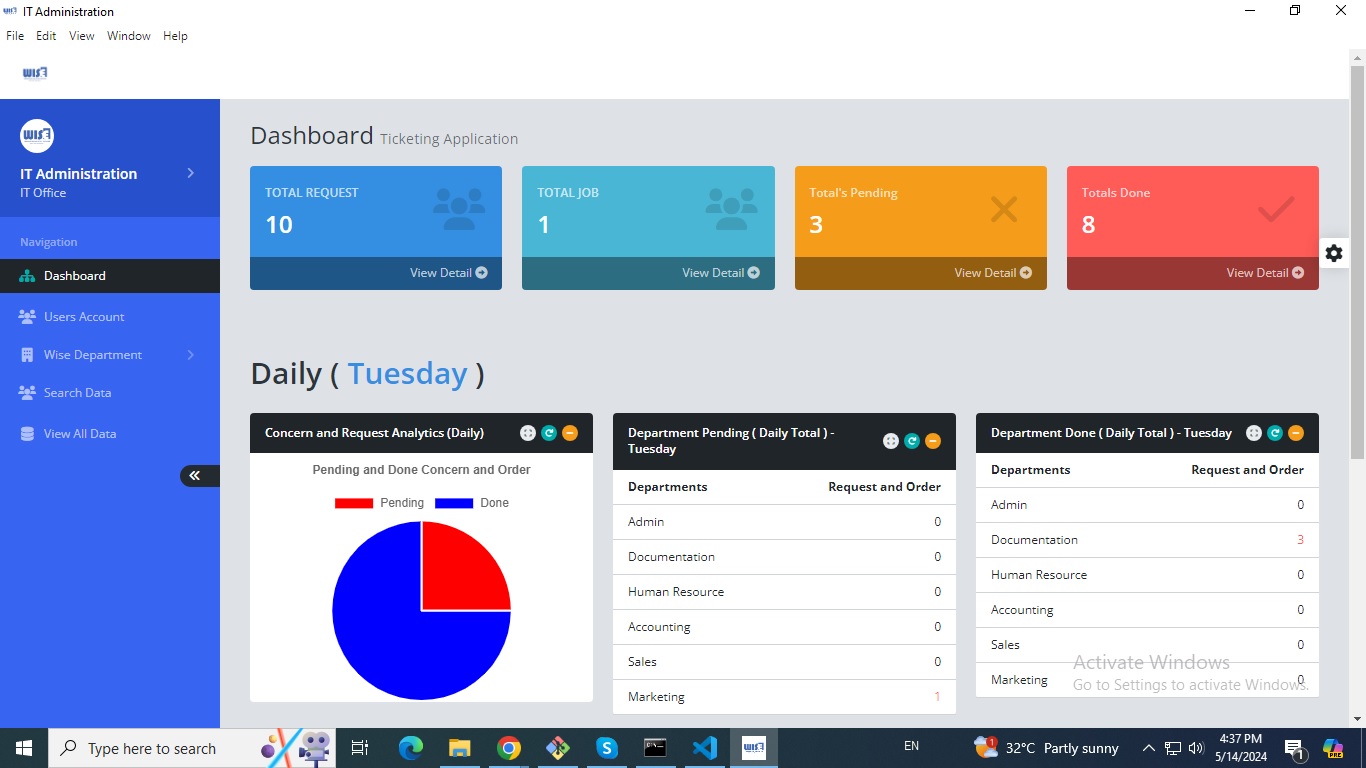 wisE IT Administration
File Edit View Window Help
wisE
wisE
IT Administration
IT Office
Navigation
Dashboard
Users Account
Wise Department
Search Data
View All Data
Dashboard Ticketing Application
TOTAL REQUEST
10
View Detail
TOTAL JOB
1
View Detail
Total's Pending
3
View Detail
Totals Done
8
View Detail
Daily ( Tuesday )
Concern and Request Analytics (Daily)
Pending and Done Concern and Order
Pending Done
Department Pending ( Daily Total ) -
Tuesday
Departments Request and Order
Admin 0
Documentation 0
Human Resource 0
Accounting 0
Sales 0
Marketing 1
Department Done ( Daily Total ) - Tuesday
Departments Request and Order
Admin 0
Documentation 3
Human Resource 0
Accounting 0
Sales 0
Marketing 0
Activate Windows
Go to Settings to activate Windows.
Type here to search
wisE
EN
1
32°C Partly sunny
4:37 PM
5/14/2024
1
PRE